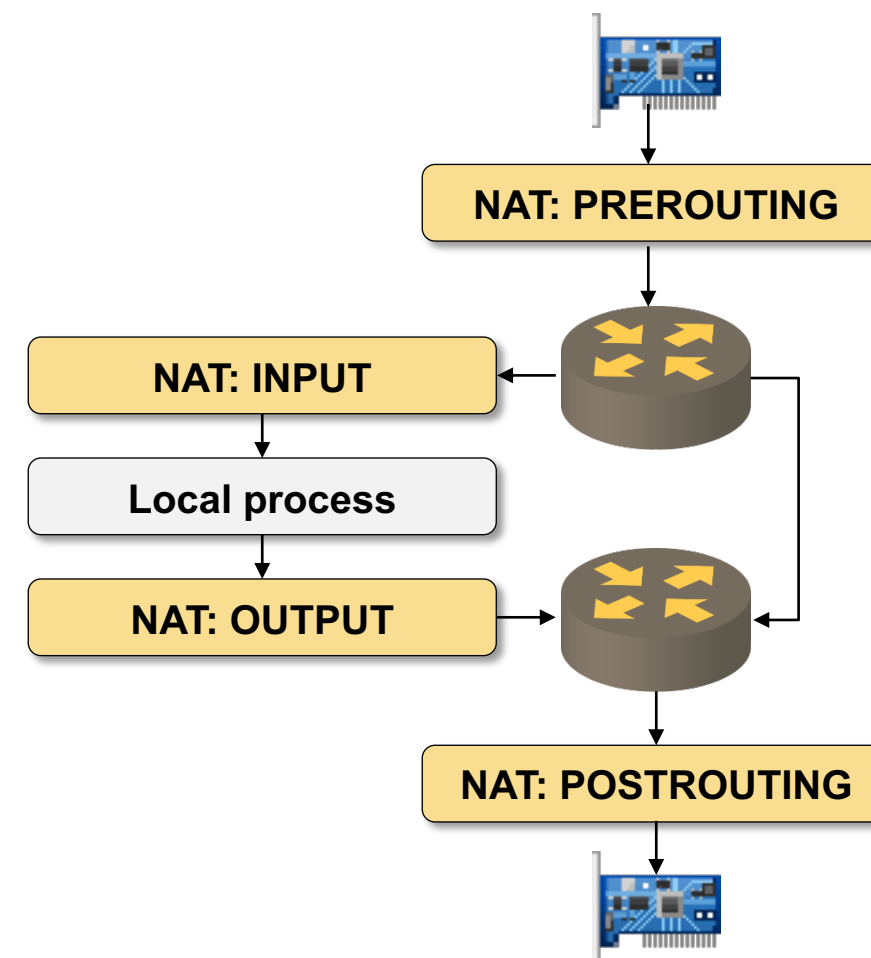 NAT: PREROUTING
NAT: INPUT
Local process
NAT: OUTPUT
NAT: POSTROUTING